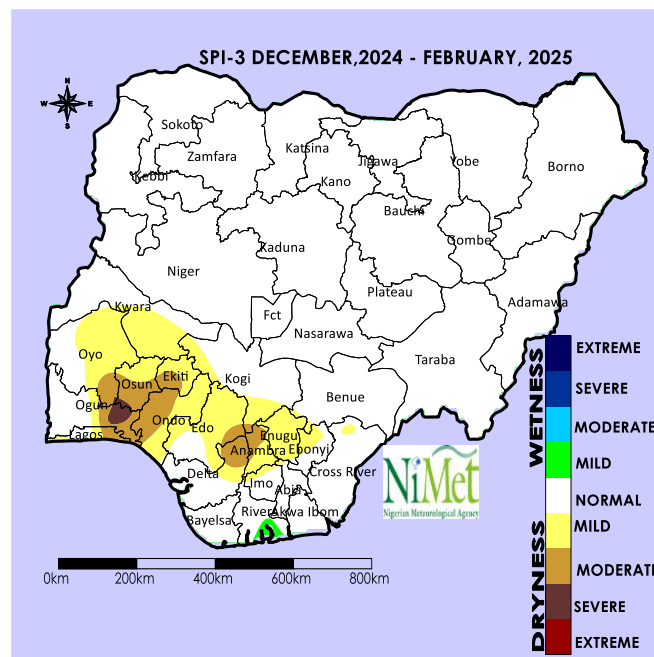 SPI-3 DECEMBER,2024 - FEBRUARY, 2025
N
W E
S
Sokoto
Zamfara
Katsina
Jigawa
Yobe
Borno
Kebbi
Kano
Bauchi
Gombe
Kaduna
Niger
Plateau
Adamawa
Kwara
Fct
Nasarawa
Oyo
Taraba
Osun
Ekiti
Kogi
Benue
Ogun
Ondo
Edo
Enugu
Lagos
Anambra
Ebonyi
Delta
Imo
Abia
Cross River
Bayelsa
Rivers
Akwa Ibom
NiMet
Nigerian Meteorological Agency
0km 200km 400km 600km 800km
WETNESS
EXTREME
SEVERE
MODERATE
MILD
NORMAL
DRYNESS
MILD
MODERATE
SEVERE
EXTREME